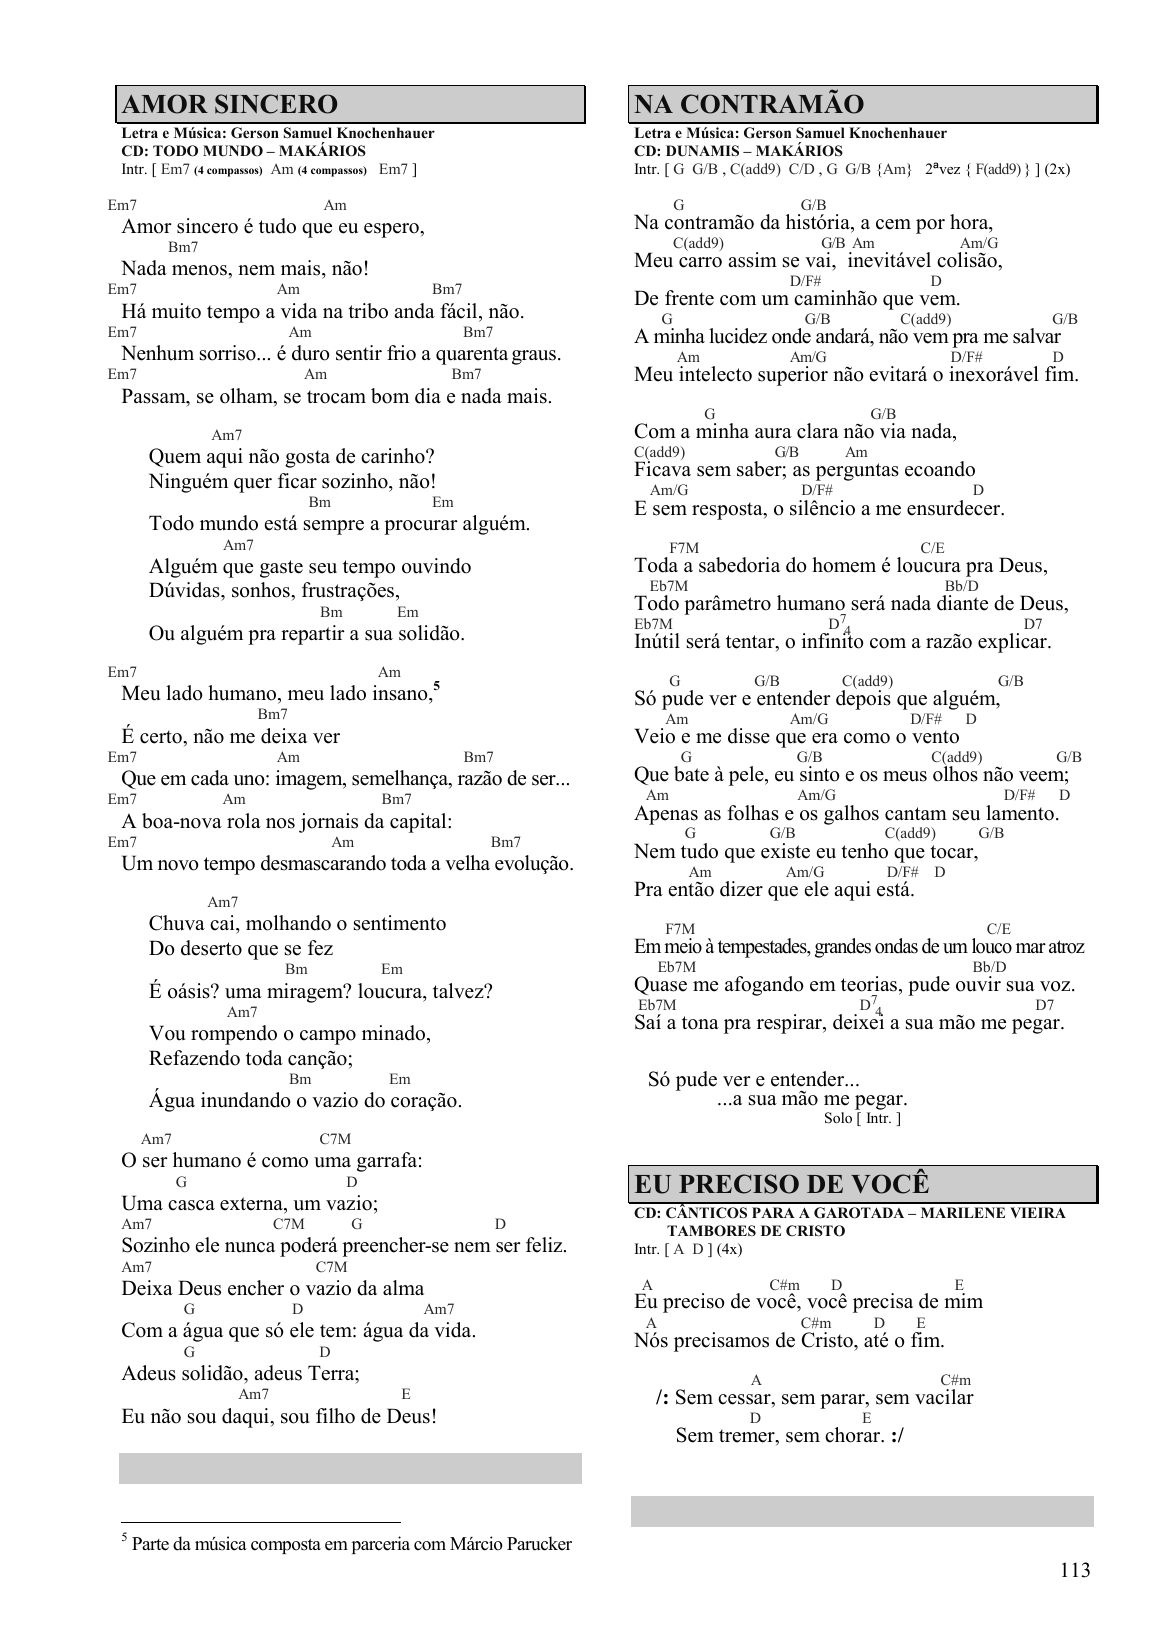 AMOR SINCERO
Letra e Música: Gerson Samuel Knochenhauer
CD: TODO MUNDO – MAKÁRIOS
Intr. [ Em7 (4 compassos) Am (4 compassos) Em7 ]
Em7 Am
Amor sincero é tudo que eu espero,
Bm7
Nada menos, nem mais, não!
Em7 Am Bm7
Há muito tempo a vida na tribo anda fácil, não.
Em7 Am Bm7
Nenhum sorriso... é duro sentir frio a quarenta graus.
Em7 Am Bm7
Passam, se olham, se trocam bom dia e nada mais.
Am7
Quem aqui não gosta de carinho?
Ninguém quer ficar sozinho, não!
Bm Em
Todo mundo está sempre a procurar alguém.
Am7
Alguém que gaste seu tempo ouvindo
Dúvidas, sonhos, frustrações,
Bm Em
Ou alguém pra repartir a sua solidão.
Em7 Am
Meu lado humano, meu lado insano,5
Bm7
É certo, não me deixa ver
Em7 Am Bm7
Que em cada uno: imagem, semelhança, razão de ser...
Em7 Am Bm7
A boa-nova rola nos jornais da capital:
Em7 Am Bm7
Um novo tempo desmascarando toda a velha evolução.
Am7
Chuva cai, molhando o sentimento
Do deserto que se fez
Bm Em
É oásis? uma miragem? loucura, talvez?
Am7
Vou rompendo o campo minado,
Refazendo toda canção;
Bm Em
Água inundando o vazio do coração.
Am7 C7M
O ser humano é como uma garrafa:
G D
Uma casca externa, um vazio;
Am7 C7M G D
Sozinho ele nunca poderá preencher-se nem ser feliz.
Am7 C7M
Deixa Deus encher o vazio da alma
G D Am7
Com a água que só ele tem: água da vida.
G D
Adeus solidão, adeus Terra;
Am7 E
Eu não sou daqui, sou filho de Deus!
5 Parte da música composta em parceria com Márcio Parucker
NA CONTRAMÃO
Letra e Música: Gerson Samuel Knochenhauer
CD: DUNAMIS – MAKÁRIOS
Intr. [ G G/B , C(add9) C/D , G G/B {Am} 2ªvez { F(add9) } ] (2x)
G G/B
Na contramão da história, a cem por hora,
C(add9) G/B Am Am/G
Meu carro assim se vai, inevitável colisão,
D/F# D
De frente com um caminhão que vem.
G G/B C(add9) G/B
A minha lucidez onde andará, não vem pra me salvar
Am Am/G D/F# D
Meu intelecto superior não evitará o inexorável fim.
G G/B
Com a minha aura clara não via nada,
C(add9) G/B Am
Ficava sem saber; as perguntas ecoando
Am/G D/F# D
E sem resposta, o silêncio a me ensurdecer.
F7M C/E
Toda a sabedoria do homem é loucura pra Deus,
Eb7M Bb/D
Todo parâmetro humano será nada diante de Deus,
Eb7M D7 4 D7
Inútil será tentar, o infinito com a razão explicar.
G G/B C(add9) G/B
Só pude ver e entender depois que alguém,
Am Am/G D/F# D
Veio e me disse que era como o vento
G G/B C(add9) G/B
Que bate à pele, eu sinto e os meus olhos não veem;
Am Am/G D/F# D
Apenas as folhas e os galhos cantam seu lamento.
G G/B C(add9) G/B
Nem tudo que existe eu tenho que tocar,
Am Am/G D/F# D
Pra então dizer que ele aqui está.
F7M C/E
Em meio à tempestades, grandes ondas de um louco mar atroz
Eb7M Bb/D
Quase me afogando em teorias, pude ouvir sua voz.
Eb7M D7 4 D7
Saí a tona pra respirar, deixei a sua mão me pegar.
Só pude ver e entender...
...a sua mão me pegar.
Solo [ Intr. ]
EU PRECISO DE VOCÊ
CD: CÂNTICOS PARA A GAROTADA – MARILENE VIEIRA
TAMBORES DE CRISTO
Intr. [ A D ] (4x)
A C#m D E
Eu preciso de você, você precisa de mim
A C#m D E
Nós precisamos de Cristo, até o fim.
A C#m
/: Sem cessar, sem parar, sem vacilar
D E
Sem tremer, sem chorar. :/
113